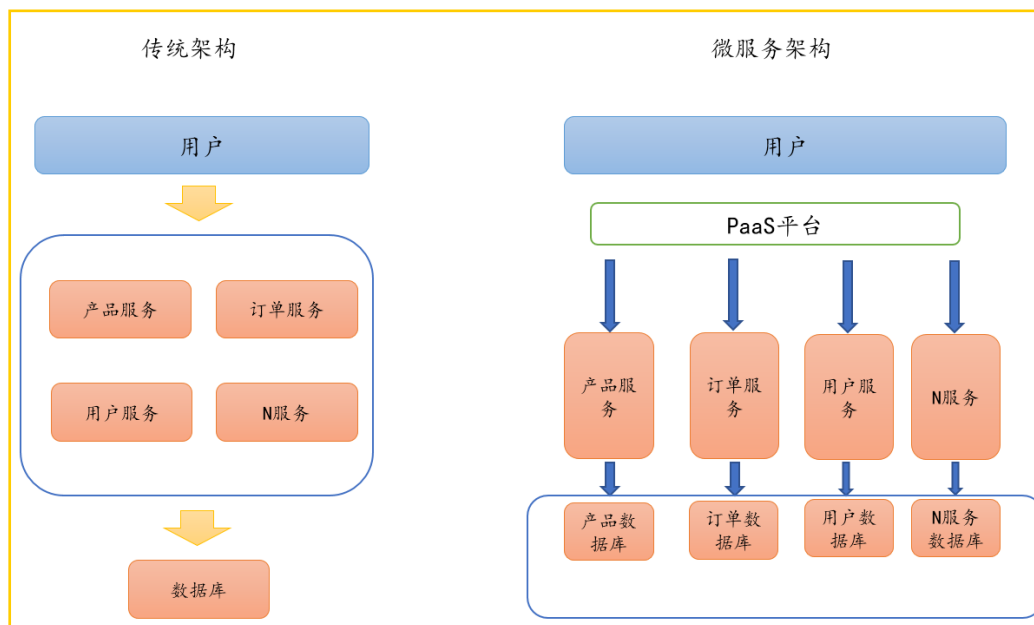 传统架构
用户
产品服务
订单服务
用户服务
N服务
数据库
微服务架构
用户
PaaS平台
产品服
务
订单服
务
用户服
务
N服务
产品数
据库
订单数
据库
用户数
据库
N服务
数据库